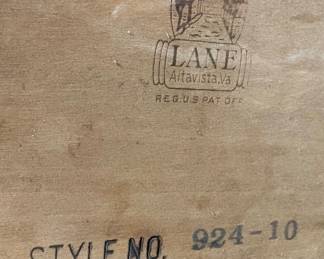 LANE
Altavista.Va
REG.U.S PAT OFF
STYLE NO. 924-10